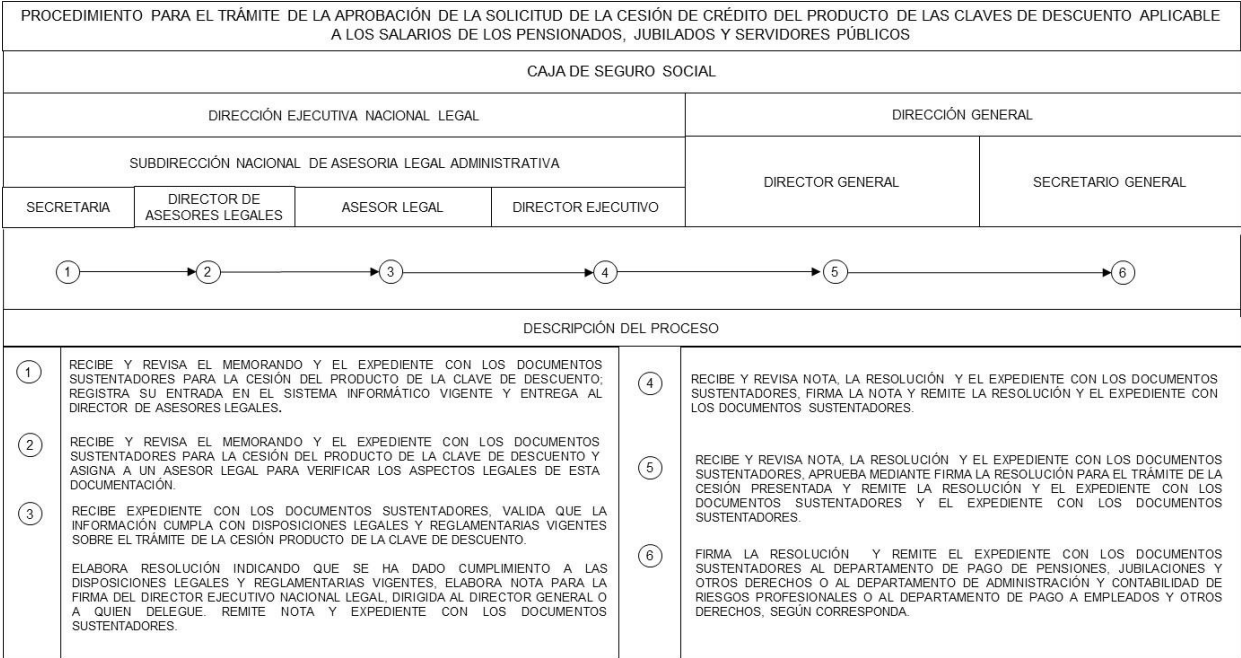 PROCEDIMIENTO PARA EL TRÁMITE DE LA APROBACIÓN DE LA SOLICITUD DE LA CESIÓN DE CRÉDITO DEL PRODUCTO DE LAS CLAVES DE DESCUENTO APLICABLE
A LOS SALARIOS DE LOS PENSIONADOS, JUBILADOS Y SERVIDORES PÚBLICOS
CAJA DE SEGURO SOCIAL
DIRECCIÓN EJECUTIVA NACIONAL LEGAL
DIRECCIÓN GENERAL
SUBDIRECCIÓN NACIONAL DE ASESORIA LEGAL ADMINISTRATIVA
DIRECTOR GENERAL
SECRETARIO GENERAL
SECRETARIA
DIRECTOR DE
ASESORES LEGALES
ASESOR LEGAL
DIRECTOR EJECUTIVO
1
2
3
4
5
6
DESCRIPCIÓN DEL PROCESO
1
RECIBE Y REVISA EL MEMORANDO Y EL EXPEDIENTE CON LOS DOCUMENTOS
SUSTENTADORES PARA LA CESIÓN DEL PRODUCTO DE LA CLAVE DE DESCUENTO;
REGISTRA SU ENTRADA EN EL SISTEMA INFORMÁTICO VIGENTE Y ENTREGA AL
DIRECTOR DE ASESORES LEGALES.
2
RECIBE Y REVISA EL MEMORANDO Y EL EXPEDIENTE CON LOS DOCUMENTOS
SUSTENTADORES PARA LA CESIÓN DEL PRODUCTO DE LA CLAVE DE DESCUENTO Y
ASIGNA A UN ASESOR LEGAL PARA VERIFICAR LOS ASPECTOS LEGALES DE ESTA
DOCUMENTACIÓN.
3
RECIBE EXPEDIENTE CON LOS DOCUMENTOS SUSTENTADORES, VALIDA QUE LA
INFORMACIÓN CUMPLA CON DISPOSICIONES LEGALES Y REGLAMENTARIAS VIGENTES
SOBRE EL TRÁMITE DE LA CESIÓN PRODUCTO DE LA CLAVE DE DESCUENTO.
ELABORA RESOLUCIÓN INDICANDO QUE SE HA DADO CUMPLIMIENTO A LAS
DISPOSICIONES LEGALES Y REGLAMENTARIAS VIGENTES, ELABORA NOTA PARA LA
FIRMA DEL DIRECTOR EJECUTIVO NACIONAL LEGAL, DIRIGIDA AL DIRECTOR GENERAL O
A QUIEN DELEGUE. REMITE NOTA Y EXPEDIENTE CON LOS DOCUMENTOS
SUSTENTADORES.
4
RECIBE Y REVISA NOTA, LA RESOLUCIÓN Y EL EXPEDIENTE CON LOS DOCUMENTOS
SUSTENTADORES, FIRMA LA NOTA Y REMITE LA RESOLUCIÓN Y EL EXPEDIENTE CON
LOS DOCUMENTOS SUSTENTADORES.
5
RECIBE Y REVISA NOTA, LA RESOLUCIÓN Y EL EXPEDIENTE CON LOS DOCUMENTOS
SUSTENTADORES, APRUEBA MEDIANTE FIRMA LA RESOLUCIÓN PARA EL TRÁMITE DE LA
CESIÓN PRESENTADA Y REMITE LA RESOLUCIÓN Y EL EXPEDIENTE CON LOS
DOCUMENTOS SUSTENTADORES Y EL EXPEDIENTE CON LOS DOCUMENTOS
SUSTENTADORES.
6
FIRMA LA RESOLUCIÓN Y REMITE EL EXPEDIENTE CON LOS DOCUMENTOS
SUSTENTADORES AL DEPARTAMENTO DE PAGO DE PENSIONES, JUBILACIONES Y
OTROS DERECHOS O AL DEPARTAMENTO DE ADMINISTRACIÓN Y CONTABILIDAD DE
RIESGOS PROFESIONALES O AL DEPARTAMENTO DE PAGO A EMPLEADOS Y OTROS
DERECHOS, SEGÚN CORRESPONDA.